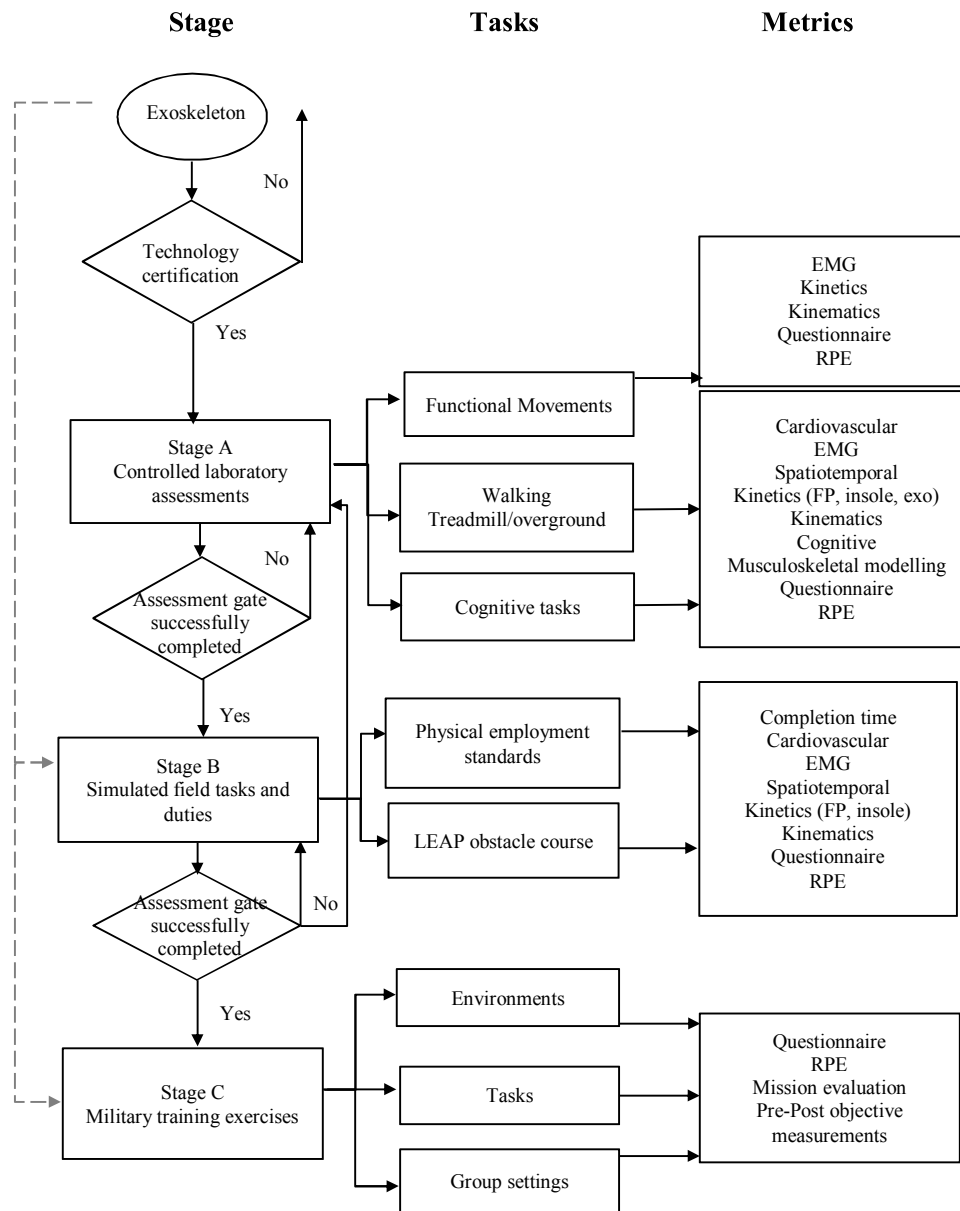 Stage
Tasks
Metrics
Exoskeleton
No
Technology
certification
Yes
EMG
Kinetics
Kinematics
Questionnaire
RPE
Stage A
Controlled laboratory
assessments
Functional Movements
Walking
Treadmill/overground
Cognitive tasks
Cardiovascular
EMG
Spatiotemporal
Kinetics (FP, insole, exo)
Kinematics
Cognitive
Musculoskeletal modelling
Questionnaire
RPE
No
Assessment gate
successfully
completed
Yes
Stage B
Simulated field tasks and
duties
Physical employment
standards
LEAP obstacle course
Completion time
Cardiovascular
EMG
Spatiotemporal
Kinetics (FP, insole)
Kinematics
Questionnaire
RPE
No
Assessment gate
successfully
completed
Yes
Stage C
Military training exercises
Environments
Tasks
Group settings
Questionnaire
RPE
Mission evaluation
Pre-Post objective
measurements